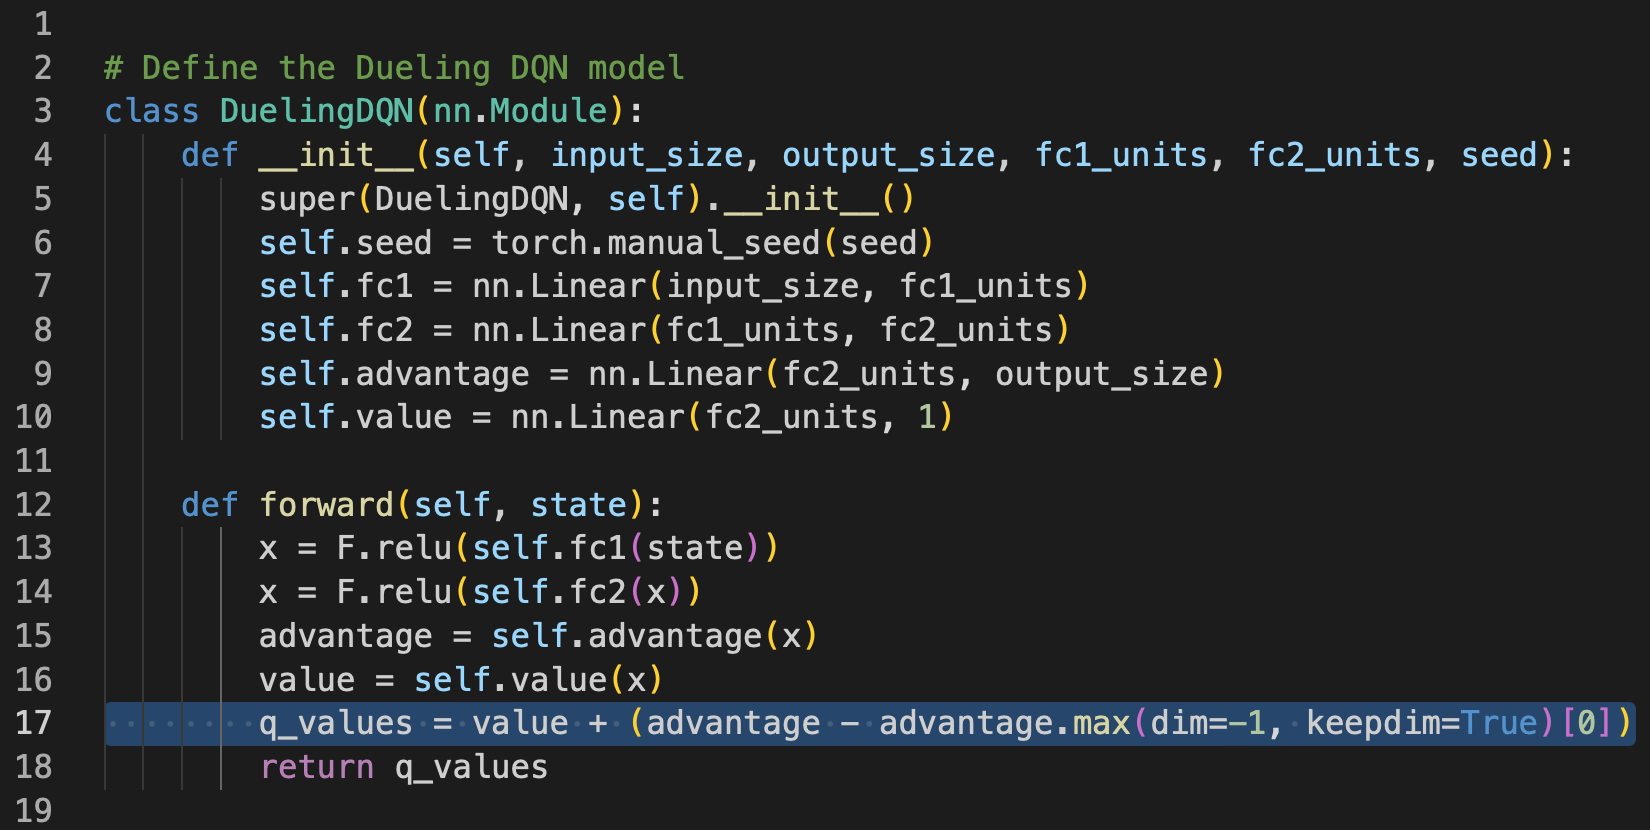 1
2 # Define the Dueling DQN model
3 class DuelingDQN(nn.Module):
4 def __init__(self, input_size, output_size, fc1_units, fc2_units, seed):
5 super(DuelingDQN, self).__init__()
6 self.seed = torch.manual_seed(seed)
7 self.fc1 = nn.Linear(input_size, fc1_units)
8 self.fc2 = nn.Linear(fc1_units, fc2_units)
9 self.advantage = nn.Linear(fc2_units, output_size)
10 self.value = nn.Linear(fc2_units, 1)
11
12 def forward(self, state):
13 x = F.relu(self.fc1(state))
14 x = F.relu(self.fc2(x))
15 advantage = self.advantage(x)
16 value = self.value(x)
17 q_values = value + (advantage - advantage.max(dim=-1, keepdim=True)[0])
18 return q_values
19